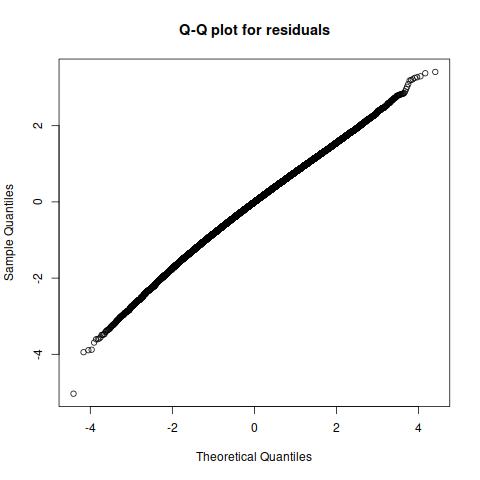 Q-Q plot for residuals
Sample Quantiles
2
0
-2
-4
-4 -2 0 2 4
Theoretical Quantiles